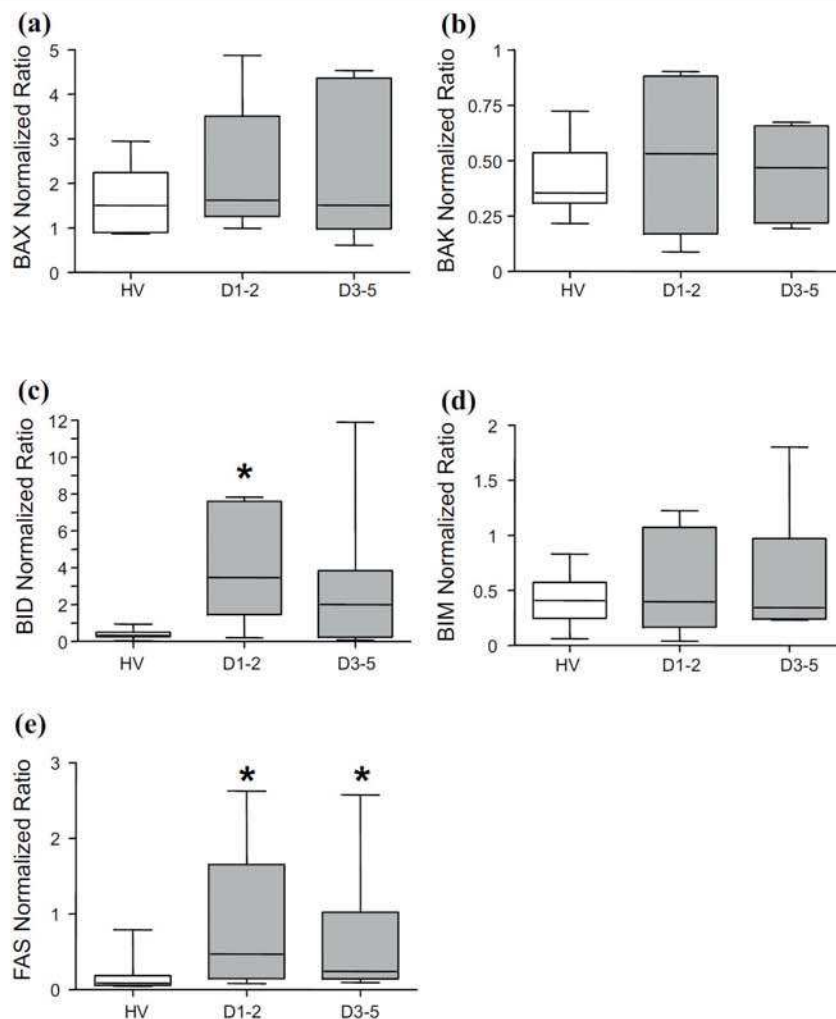 (a)
BAX Normalized Ratio
5
4
3
2
1
0
HV D1-2 D3-5
(b)
BAK Normalized Ratio
1
0.75
0.50
0.25
0
HV D1-2 D3-5
(c)
BID Normalized Ratio
12
10
8
6
4
2
0
*
HV D1-2 D3-5
(d)
BIM Normalized Ratio
2
1.5
1
0.5
0
HV D1-2 D3-5
(e)
FAS Normalized Ratio
3
2
1
0
* *
HV D1-2 D3-5